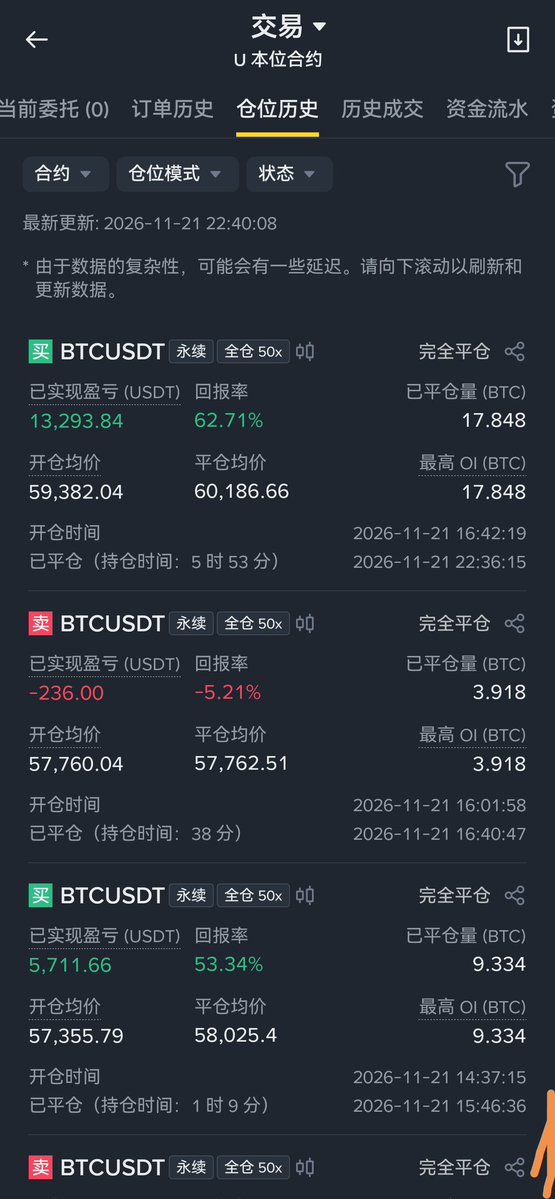 交易
U 本位合约
当前委托 (0) 订单历史 仓位历史 历史成交 资金流水
合约 仓位模式 状态
最新更新: 2026-11-21 22:40:08
* 由于数据的复杂性，可能会有一些延迟。请向下滚动以刷新和
更新数据。
买 BTCUSDT 永续 全仓 50x 完全平仓
已实现盈亏 (USDT) 回报率 已平仓量 (BTC)
13,293.84 62.71% 17.848
开仓均价 平仓均价 最高 OI (BTC)
59,382.04 60,186.66 17.848
开仓时间 2026-11-21 16:42:19
已平仓（持仓时间： 5 时 53 分） 2026-11-21 22:36:15
卖 BTCUSDT 永续 全仓 50x 完全平仓
已实现盈亏 (USDT) 回报率 已平仓量 (BTC)
-236.00 -5.21% 3.918
开仓均价 平仓均价 最高 OI (BTC)
57,760.04 57,762.51 3.918
开仓时间 2026-11-21 16:01:58
已平仓（持仓时间： 38 分） 2026-11-21 16:40:47
买 BTCUSDT 永续 全仓 50x 完全平仓
已实现盈亏 (USDT) 回报率 已平仓量 (BTC)
5,711.66 53.34% 9.334
开仓均价 平仓均价 最高 OI (BTC)
57,355.79 58,025.4 9.334
开仓时间 2026-11-21 14:37:15
已平仓（持仓时间： 1 时 9 分） 2026-11-21 15:46:36
卖 BTCUSDT 永续 全仓 50x 完全平仓